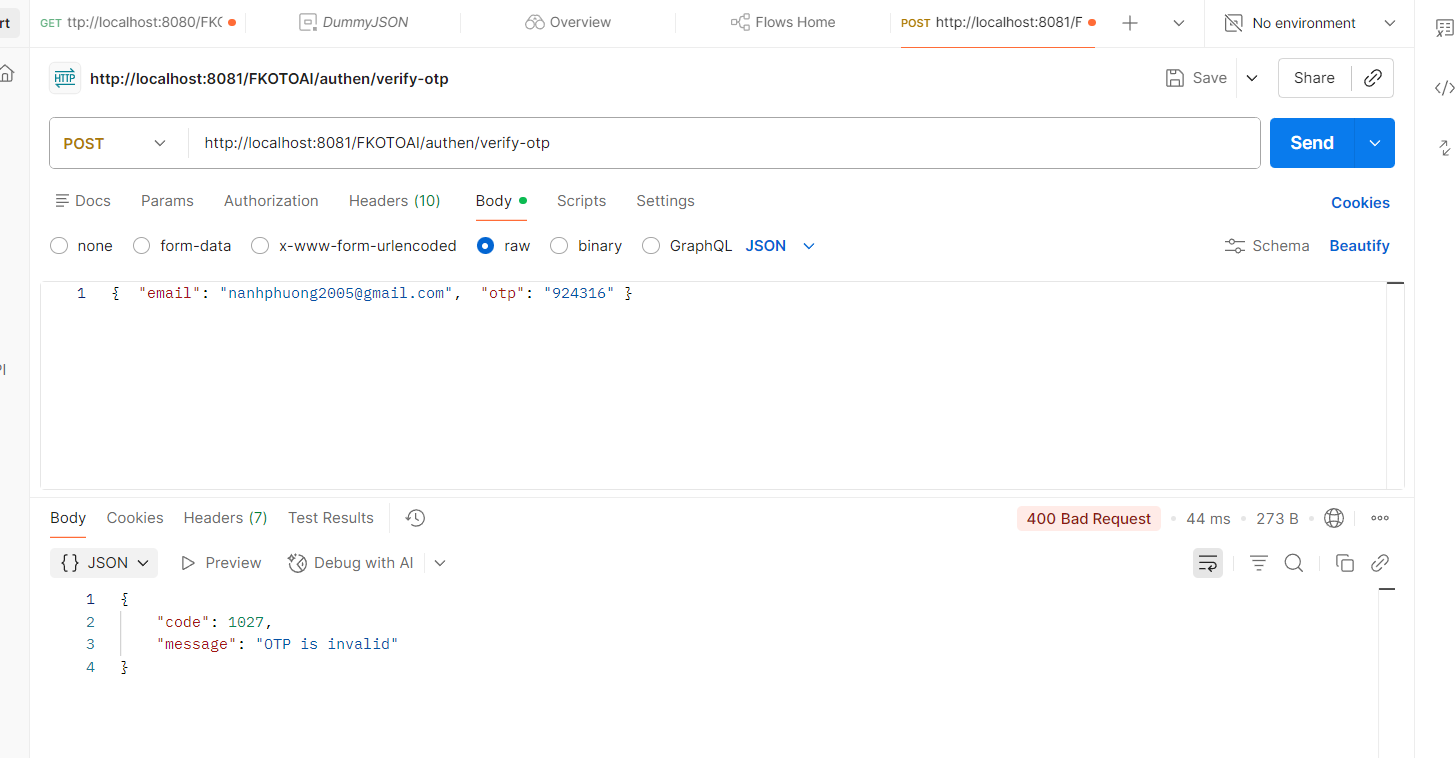 rt GET ttp://localhost:8080/FK DummyJSON Overview Flows Home POST http://localhost:8081/F No environment
HTTP http://localhost:8081/FKOTOAI/authen/verify-otp Save Share
POST http://localhost:8081/FKOTOAI/authen/verify-otp Send
Docs Params Authorization Headers (10) Body Scripts Settings Cookies
none form-data x-www-form-urlencoded raw binary GraphQL JSON Schema Beautify
1 { "email": "nanhphuong2005@gmail.com", "otp": "924316" }
PI
Body Cookies Headers (7) Test Results 400 Bad Request 44 ms 273 B
{} JSON Preview Debug with AI
1 {
2 "code": 1027,
3 "message": "OTP is invalid"
4 }